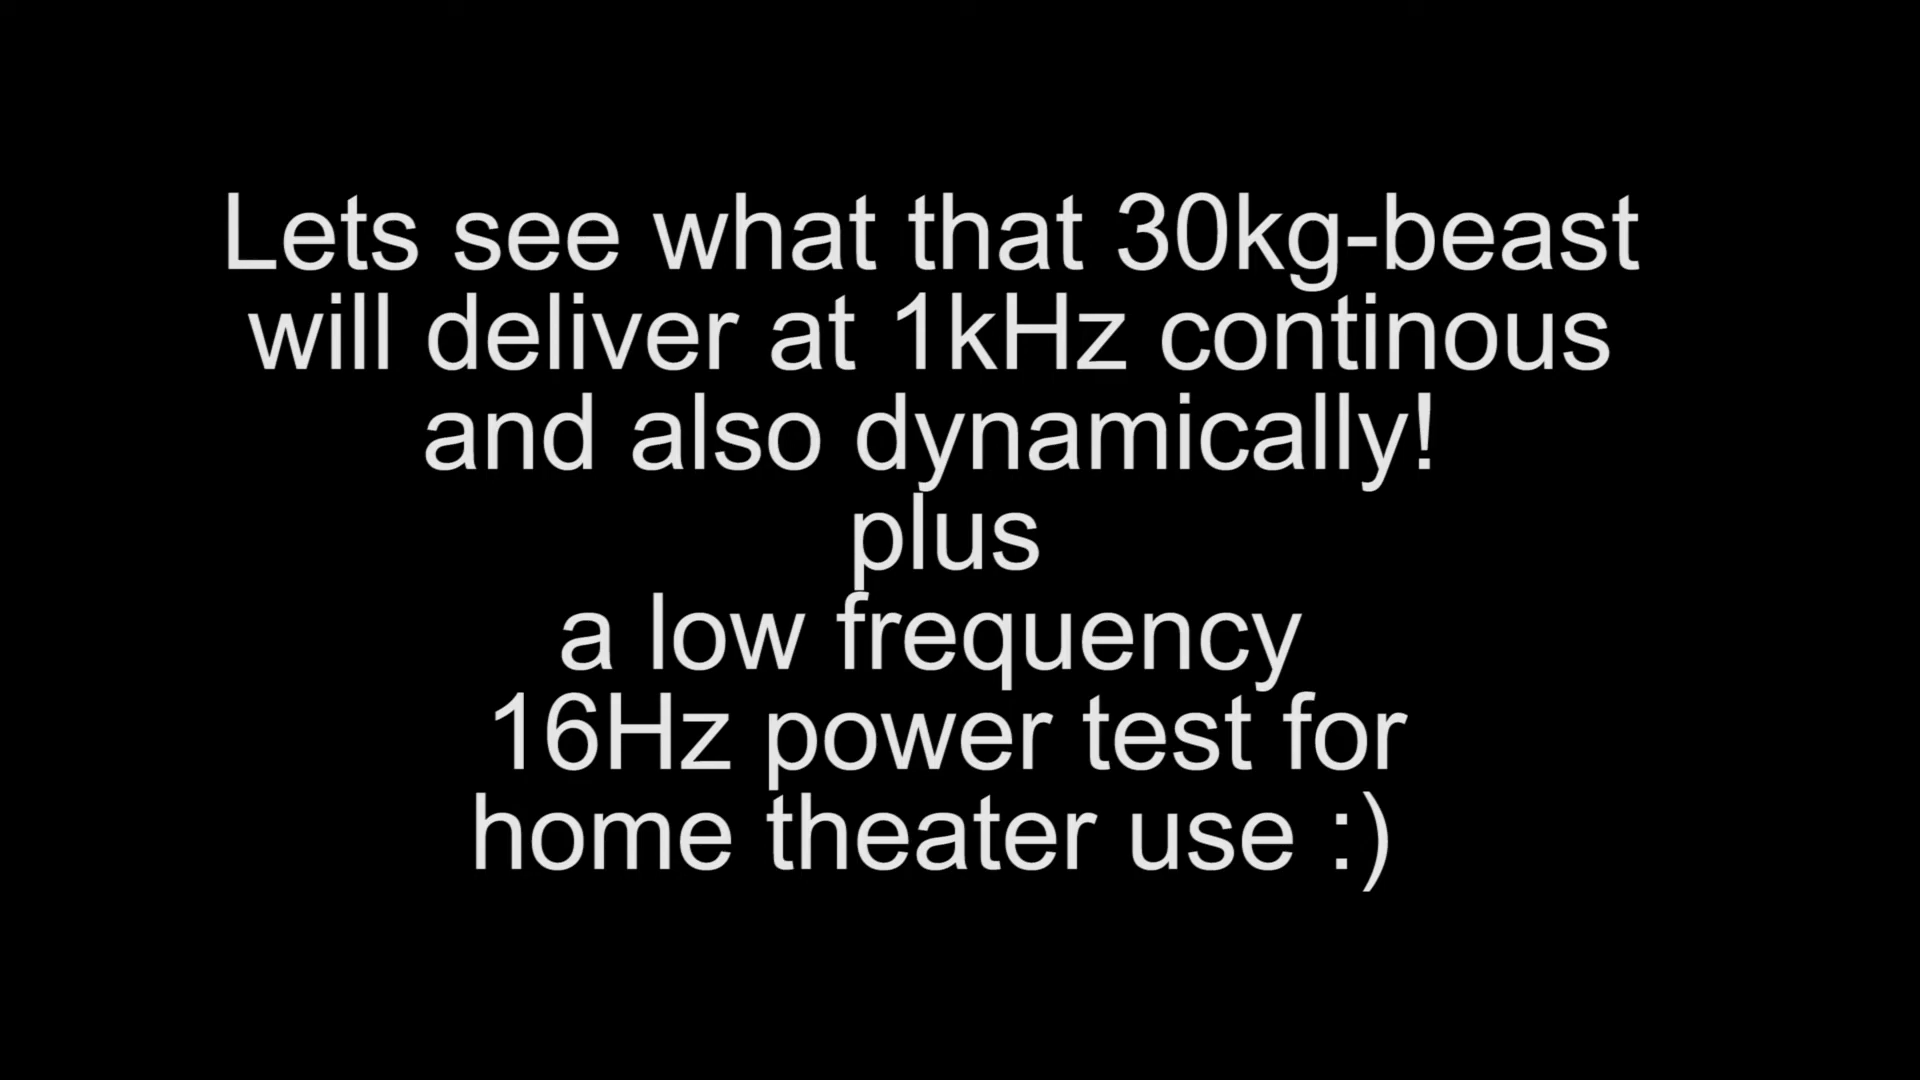 Lets see what that 30kg-beast
will deliver at 1kHz continous
and also dynamically!
plus
a low frequency
16Hz power test for
home theater use :)